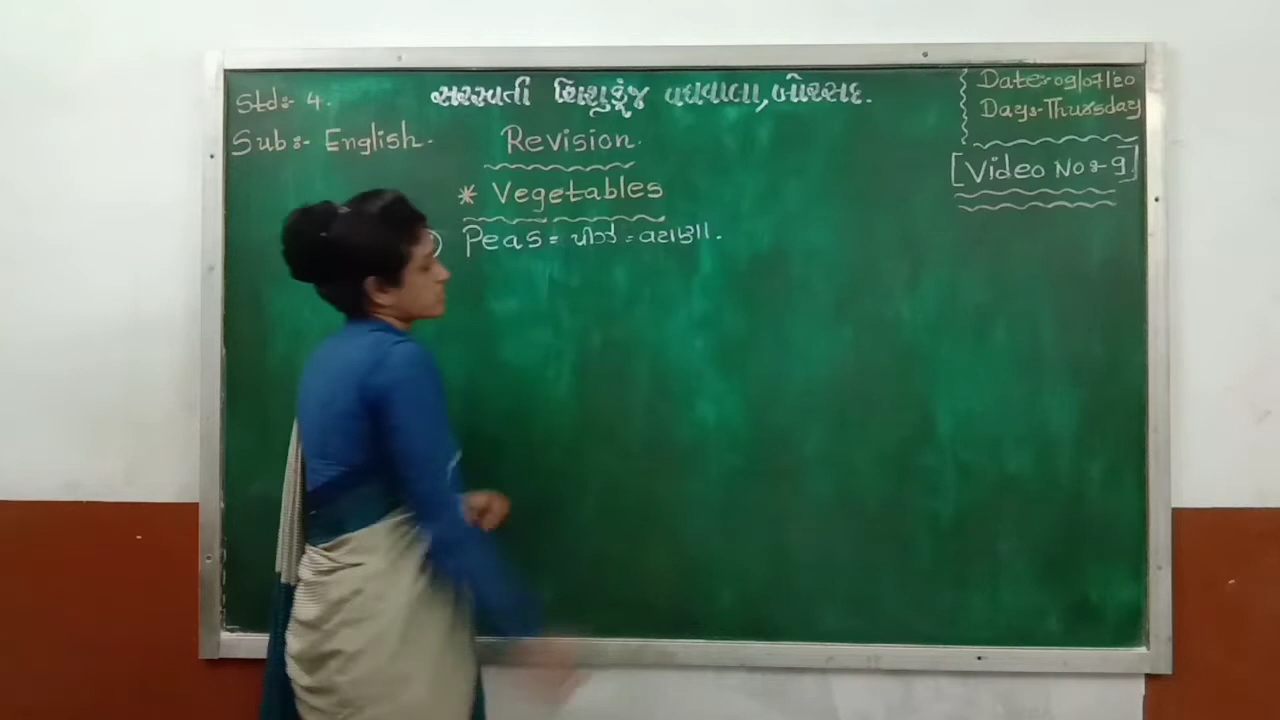 Std:- 4.
સરસ્વતી શિશુકુંજ વઘવાલા, બોરસદ.
Date:- 09/07/20
Day:- Thursday
Sub:- English.
Revision.
[Video No:- 9]
* Vegetables
) Peas = પીઝ = વટાણા.